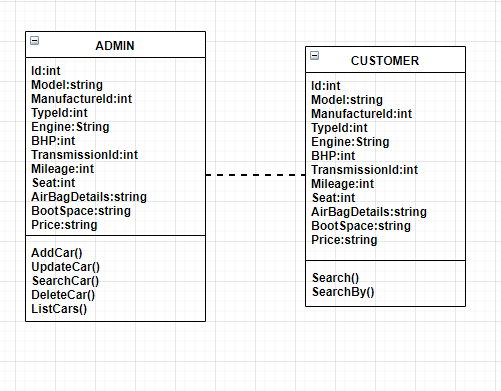 ADMIN
Id:int
Model:string
ManufactureId:int
TypeId:int
Engine:String
BHP:int
TransmissionId:int
Mileage:int
Seat:int
AirBagDetails:string
BootSpace:string
Price:string
AddCar()
UpdateCar()
SearchCar()
DeleteCar()
ListCars()
CUSTOMER
Id:int
Model:string
ManufactureId:int
TypeId:int
Engine:String
BHP:int
TransmissionId:int
Mileage:int
Seat:int
AirBagDetails:string
BootSpace:string
Price:string
Search()
SearchBy()